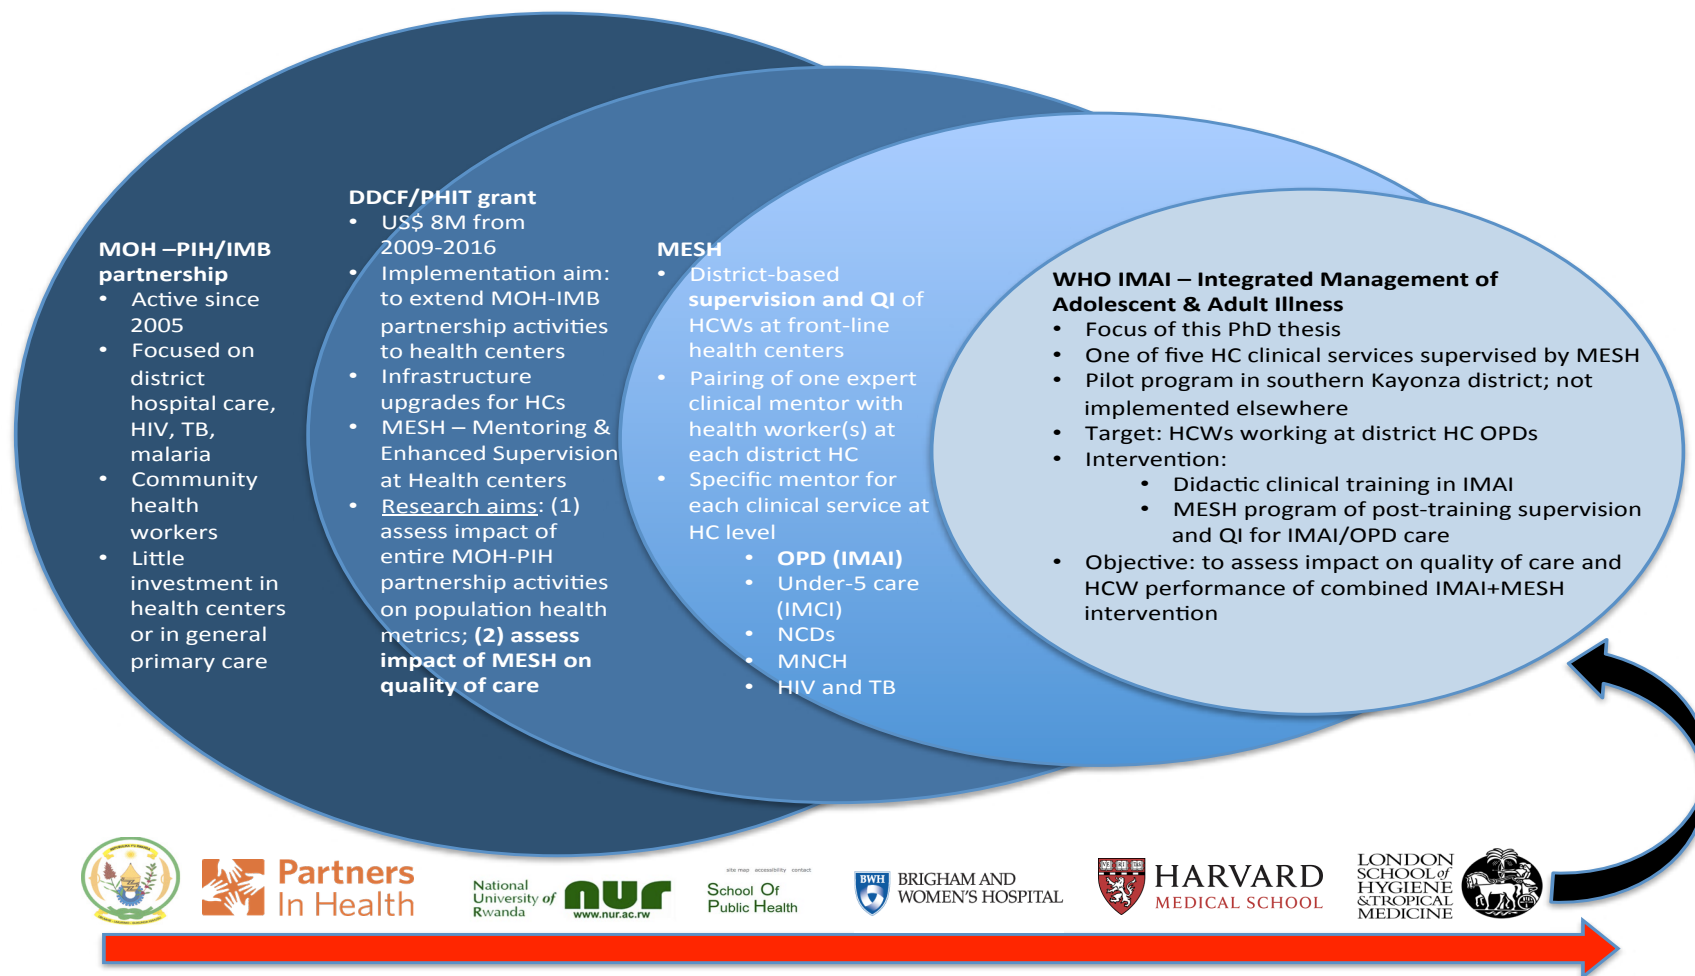 MOH –PIH/IMB
partnership
• Active since
2005
• Focused on
district
hospital care,
HIV, TB,
malaria
• Community
health
workers
• Little
investment in
health centers
or in general
primary care
DDCF/PHIT grant
• US$ 8M from
2009-2016
• Implementation aim:
to extend MOH-IMB
partnership activities
to health centers
• Infrastructure
upgrades for HCs
• MESH – Mentoring &
Enhanced Supervision
at Health centers
• Research aims: (1)
assess impact of
entire MOH-PIH
partnership activities
on population health
metrics; (2) assess
impact of MESH on
quality of care
MESH
• District-based
supervision and QI of
HCWs at front-line
health centers
• Pairing of one expert
clinical mentor with
health worker(s) at
each district HC
• Specific mentor for
each clinical service at
HC level
• OPD (IMAI)
• Under-5 care
(IMCI)
• NCDs
• MNCH
• HIV and TB
WHO IMAI – Integrated Management of
Adolescent & Adult Illness
• Focus of this PhD thesis
• One of five HC clinical services supervised by MESH
• Pilot program in southern Kayonza district; not
implemented elsewhere
• Target: HCWs working at district HC OPDs
• Intervention:
• Didactic clinical training in IMAI
• MESH program of post-training supervision
and QI for IMAI/OPD care
• Objective: to assess impact on quality of care and
HCW performance of combined IMAI+MESH
intervention
Partners
In Health
National
University of
Rwanda
nur
www.nur.ac.rw
site map accessibility contact
School Of
Public Health
BWH
BRIGHAM AND
WOMEN'S HOSPITAL
VE RI TAS
HARVARD
MEDICAL SCHOOL
LONDON
SCHOOL of
HYGIENE
&TROPICAL
MEDICINE